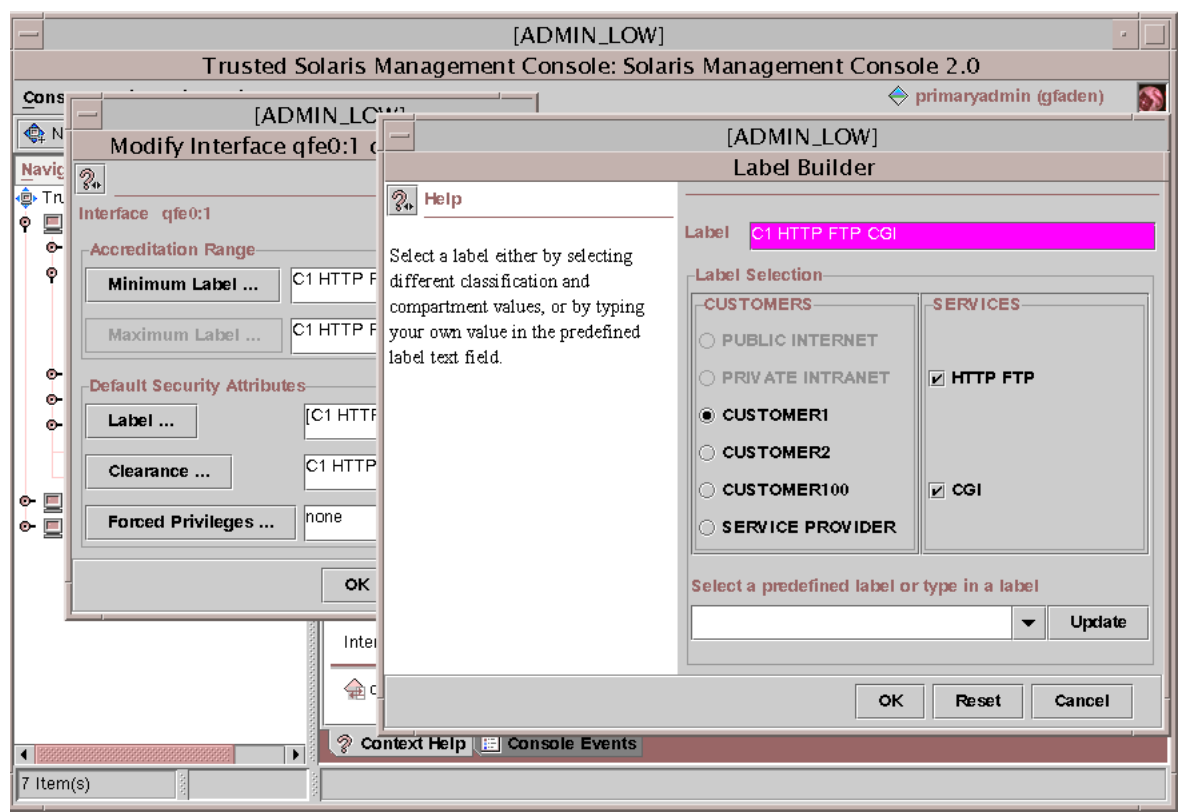 [ADMIN_LOW]
Trusted Solaris Management Console: Solaris Management Console 2.0
Cons
primaryadmin (gfaden)
N
Navig
Tru
7 Item(s)
[ADMIN_LOW]
Modify Interface qfe0:1
Interface qfe0:1
Accreditation Range
Minimum Label ...
C1 HTTP F
Maximum Label ...
C1 HTTP F
Default Security Attributes
Label ...
[C1 HTTF
Clearance ...
C1 HTTP
Forced Privileges ...
none
OK
Inter
Context Help
Console Events
[ADMIN_LOW]
Label Builder
Help
Select a label either by selecting
different classification and
compartment values, or by typing
your own value in the predefined
label text field.
Label C1 HTTP FTP CGI
Label Selection
CUSTOMERS
PUBLIC INTERNET
PRIVATE INTRANET
CUSTOMER1
CUSTOMER2
CUSTOMER100
SERVICE PROVIDER
SERVICES
HTTP FTP
CGI
Select a predefined label or type in a label
Update
OK Reset Cancel